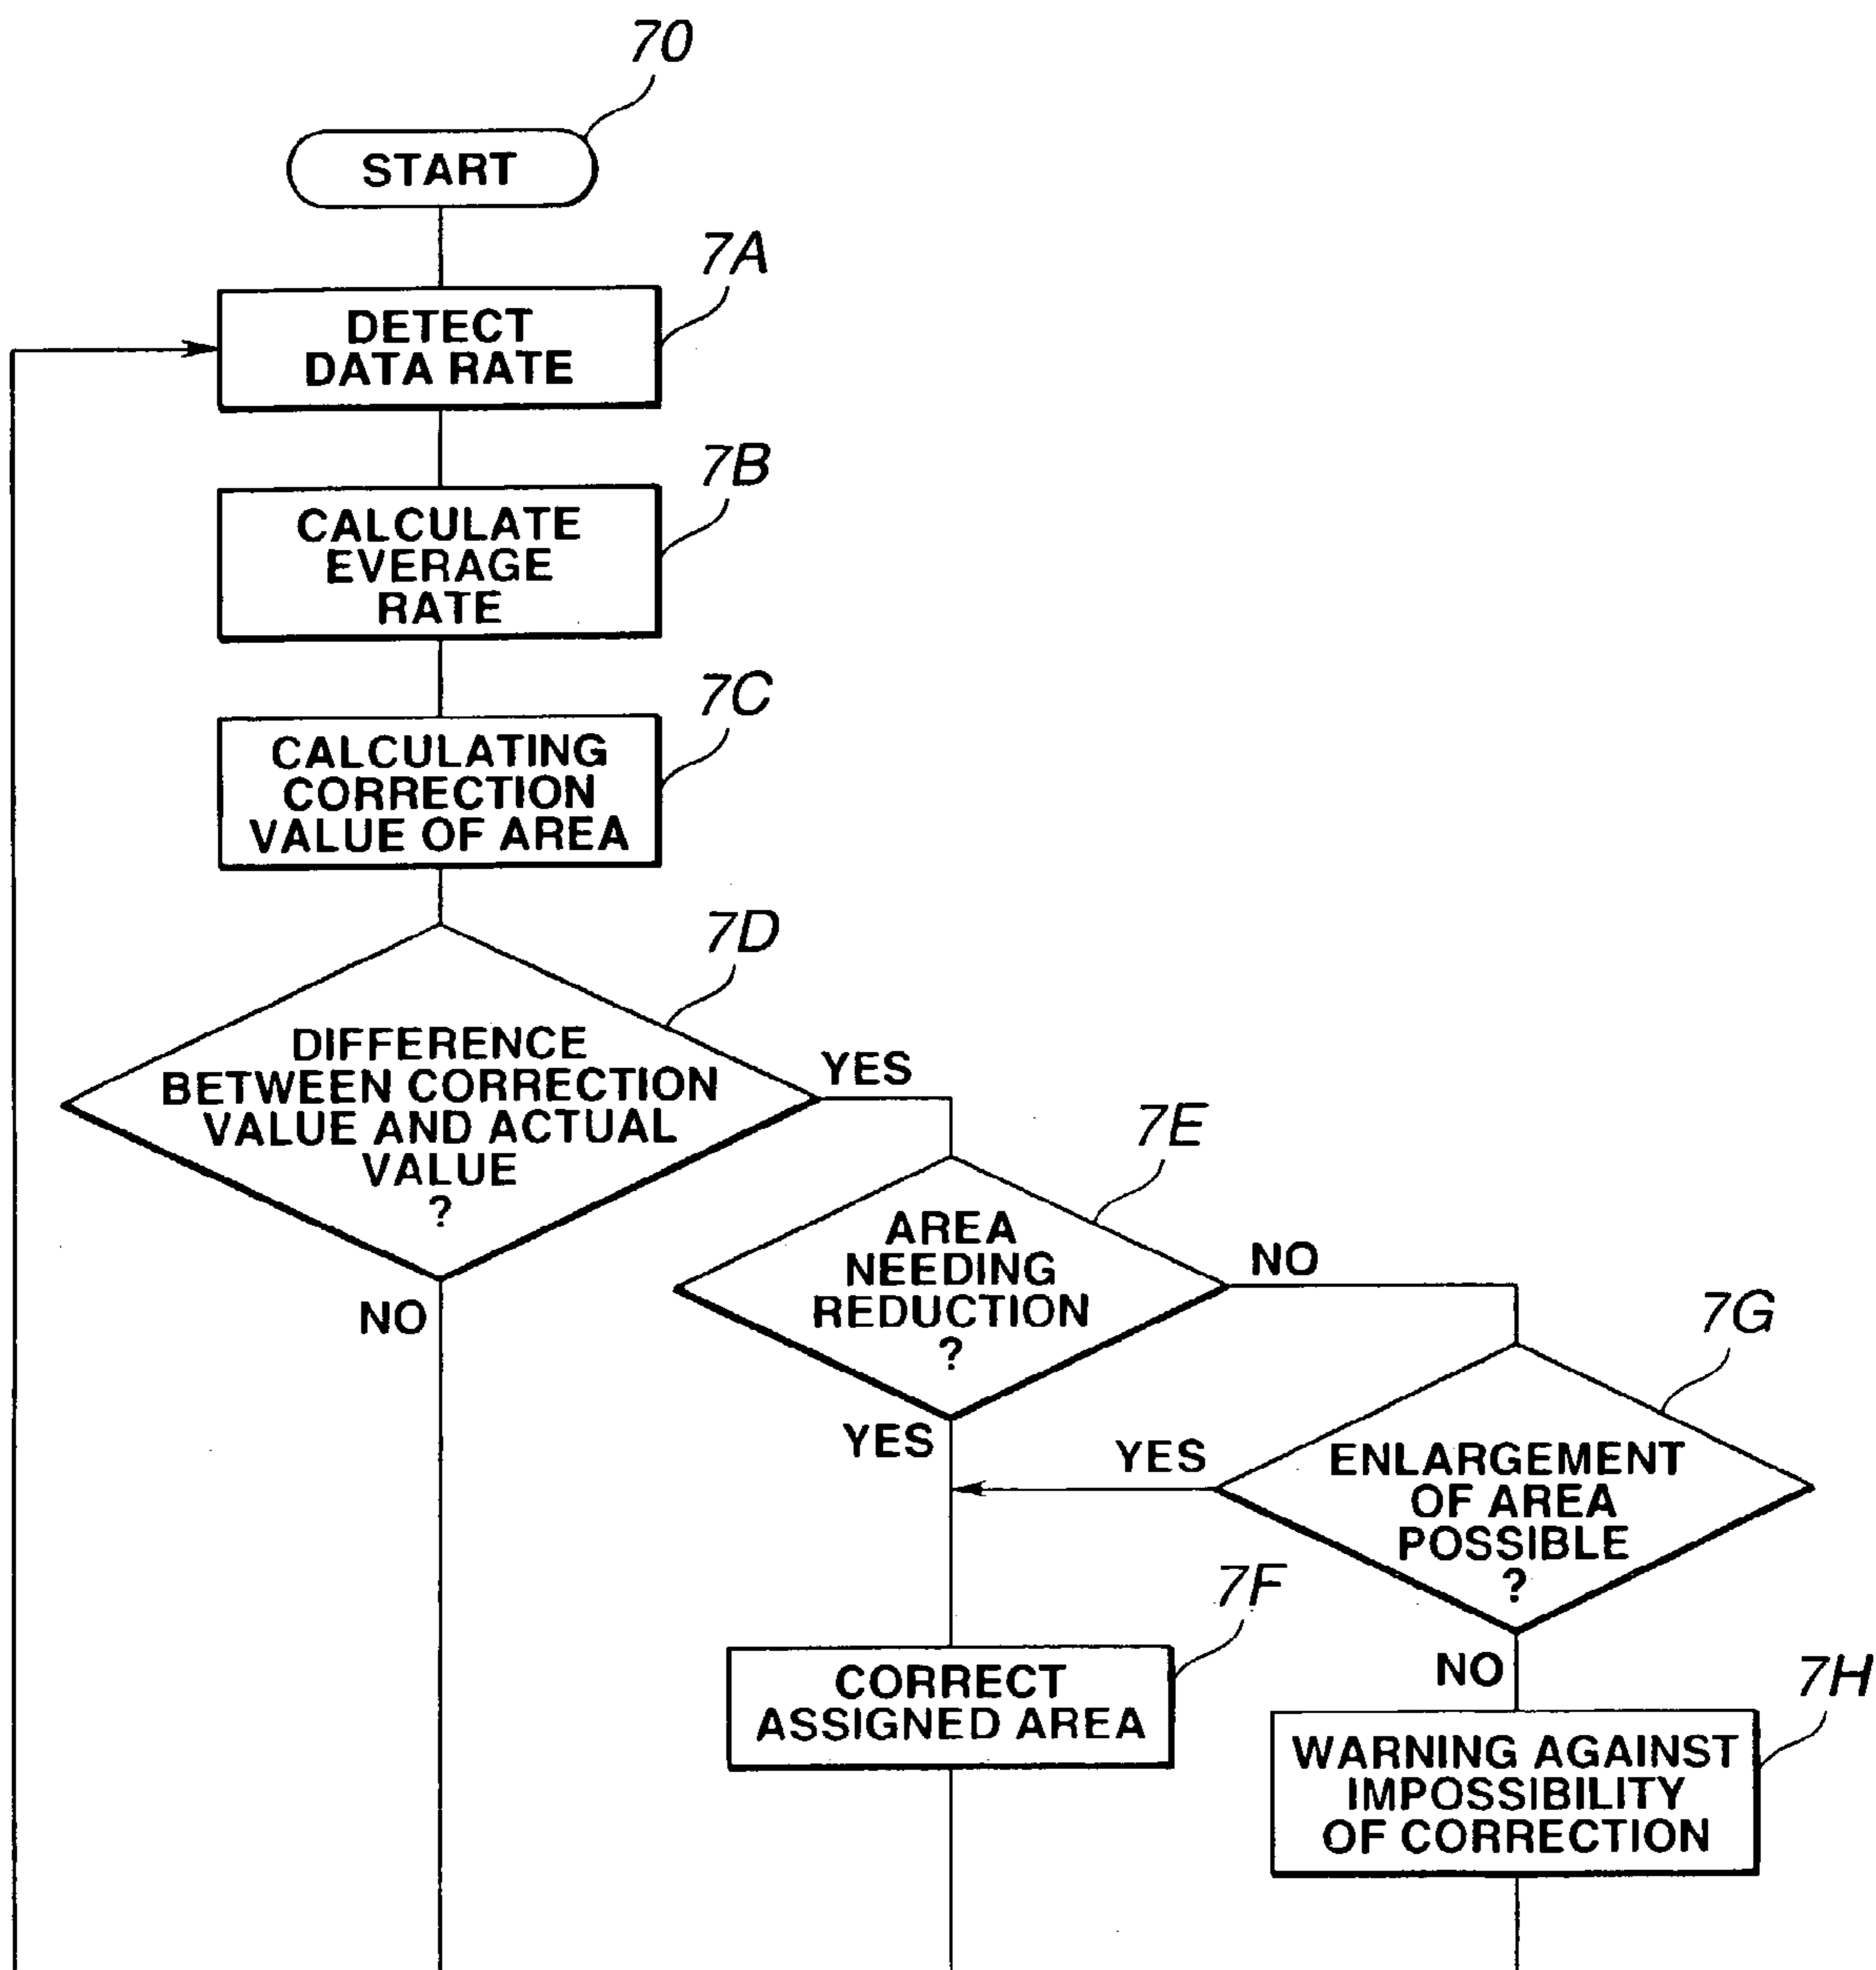 70
START
7A
DETECT
DATA RATE
7B
CALCULATE
EVERAGE
RATE
7C
CALCULATING
CORRECTION
VALUE OF AREA
7D
DIFFERENCE
BETWEEN CORRECTION
VALUE AND ACTUAL
VALUE
?
YES
NO
7E
AREA
NEEDING
REDUCTION
?
NO
YES
7G
ENLARGEMENT
OF AREA
POSSIBLE
?
YES
NO
7F
CORRECT
ASSIGNED AREA
7H
WARNING AGAINST
IMPOSSIBILITY
OF CORRECTION